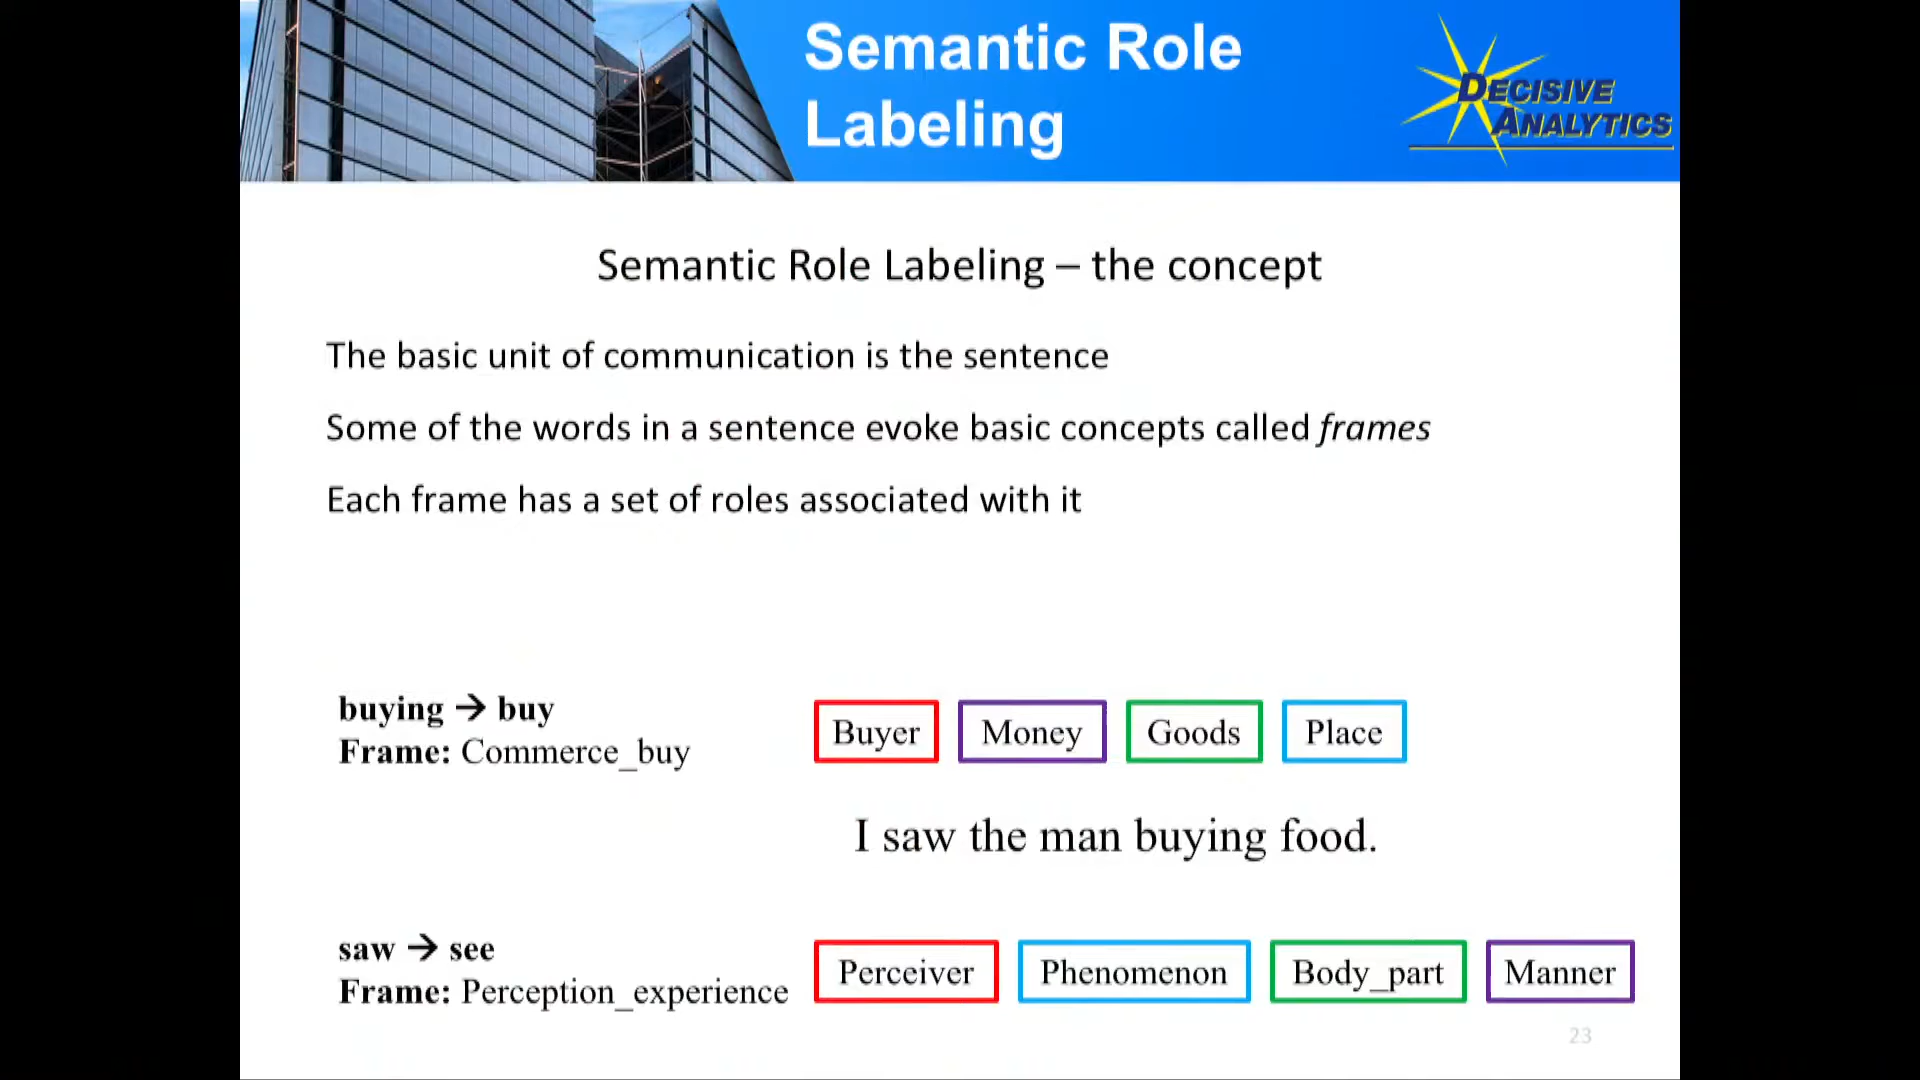 Semantic Role
Labeling
DECISIVE
ANALYTICS
Semantic Role Labeling – the concept
The basic unit of communication is the sentence
Some of the words in a sentence evoke basic concepts called frames
Each frame has a set of roles associated with it
buying → buy
Frame: Commerce_buy
Buyer Money Goods Place
I saw the man buying food.
saw → see
Frame: Perception_experience
Perceiver Phenomenon Body_part Manner
23